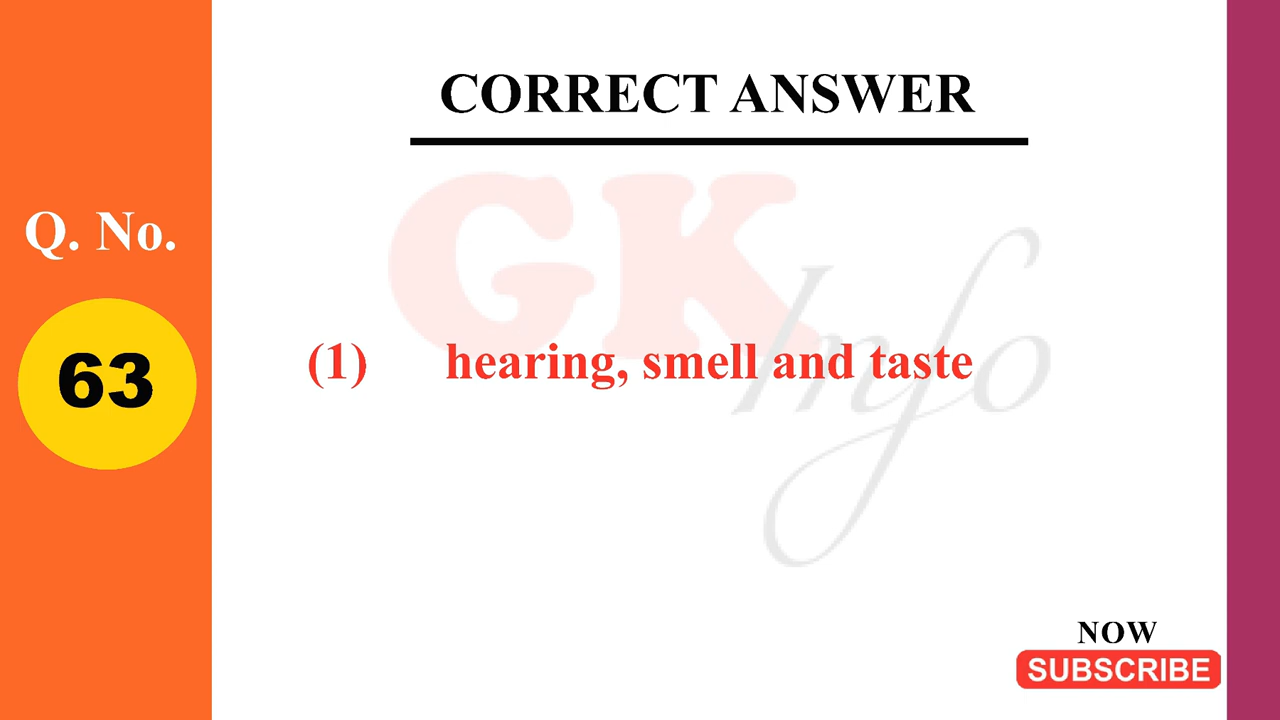 CORRECT ANSWER
Q. No.
63
GK Info
(1) hearing, smell and taste
NOW
SUBSCRIBE